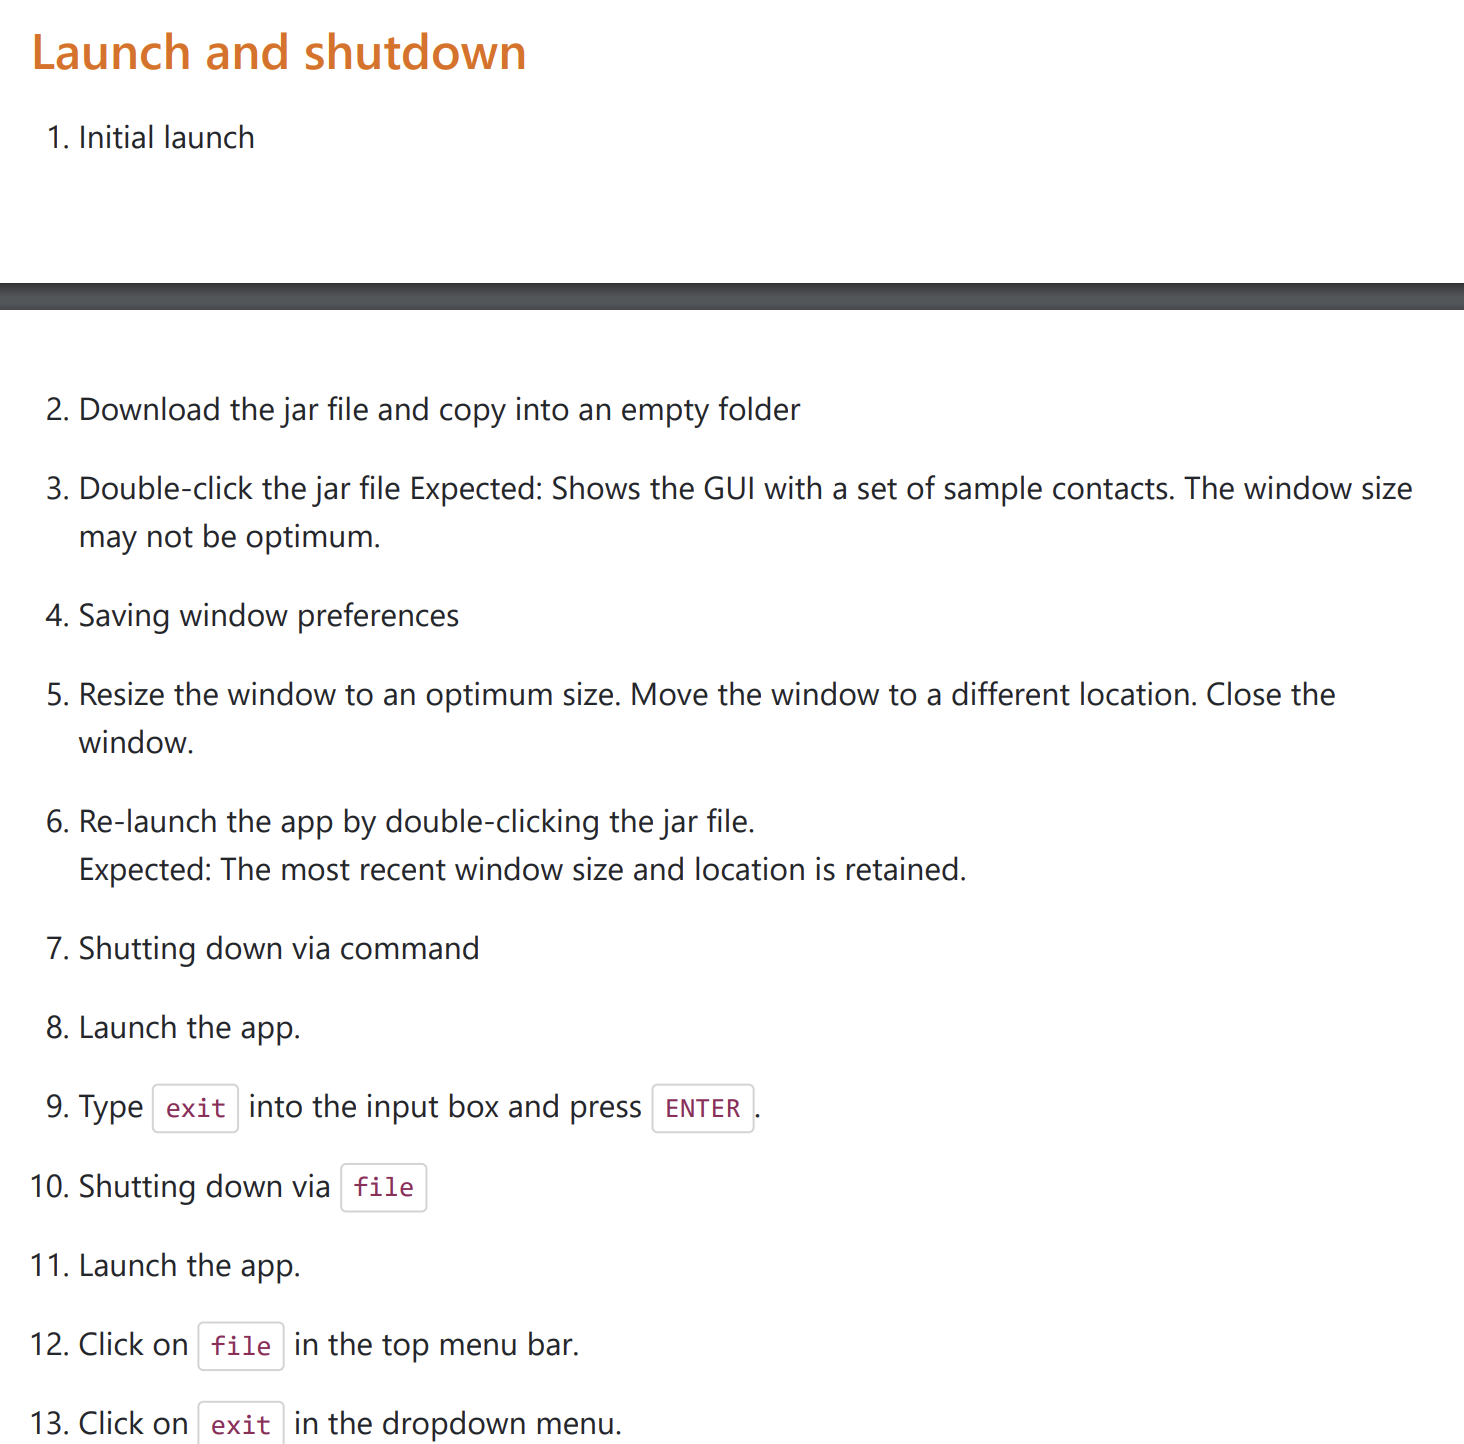 Launch and shutdown
1. Initial launch
2. Download the jar file and copy into an empty folder
3. Double-click the jar file Expected: Shows the GUI with a set of sample contacts. The window size
may not be optimum.
4. Saving window preferences
5. Resize the window to an optimum size. Move the window to a different location. Close the
window.
6. Re-launch the app by double-clicking the jar file.
Expected: The most recent window size and location is retained.
7. Shutting down via command
8. Launch the app.
9. Type exit into the input box and press ENTER.
10. Shutting down via file
11. Launch the app.
12. Click on file in the top menu bar.
13. Click on exit in the dropdown menu.